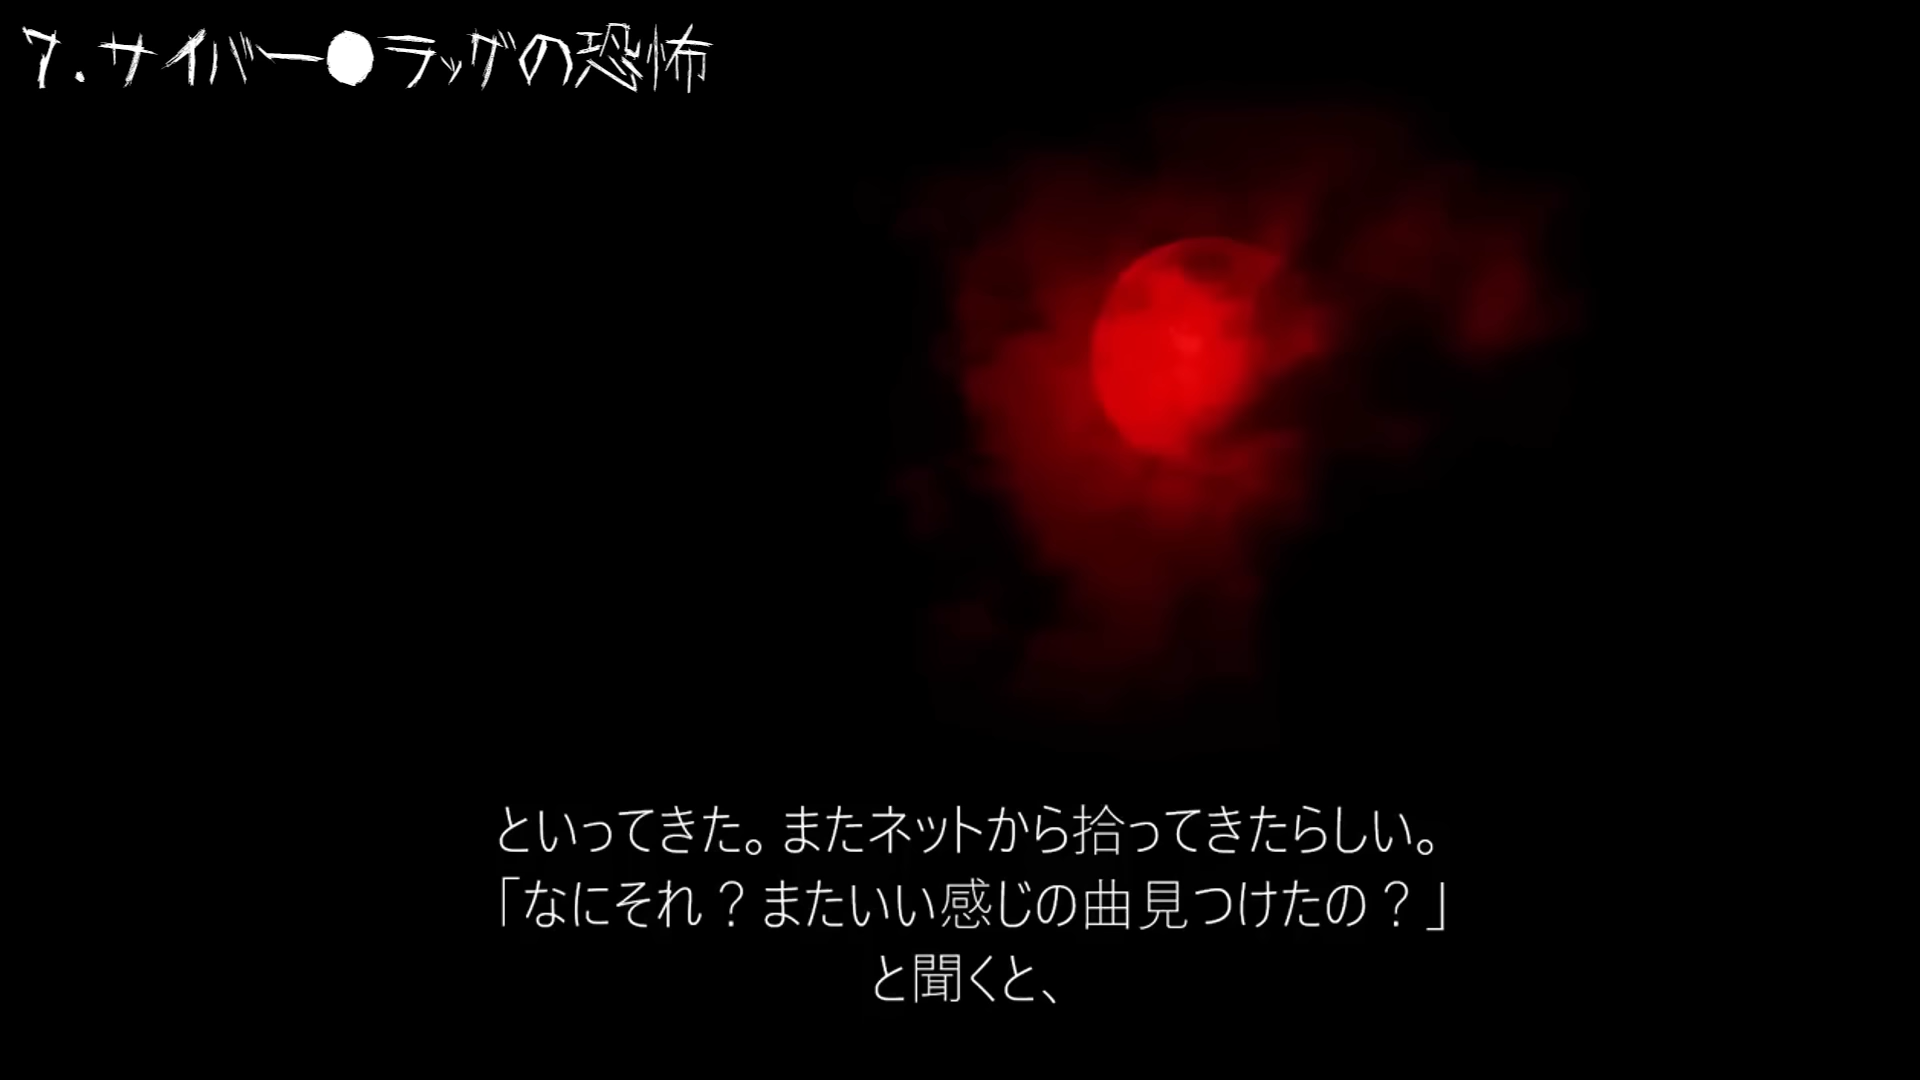 7.サイバー●ラッグの恐怖
といってきた。またネットから拾ってきたらしい。
「なにそれ？またいい感じの曲見つけたの？」
と聞くと、